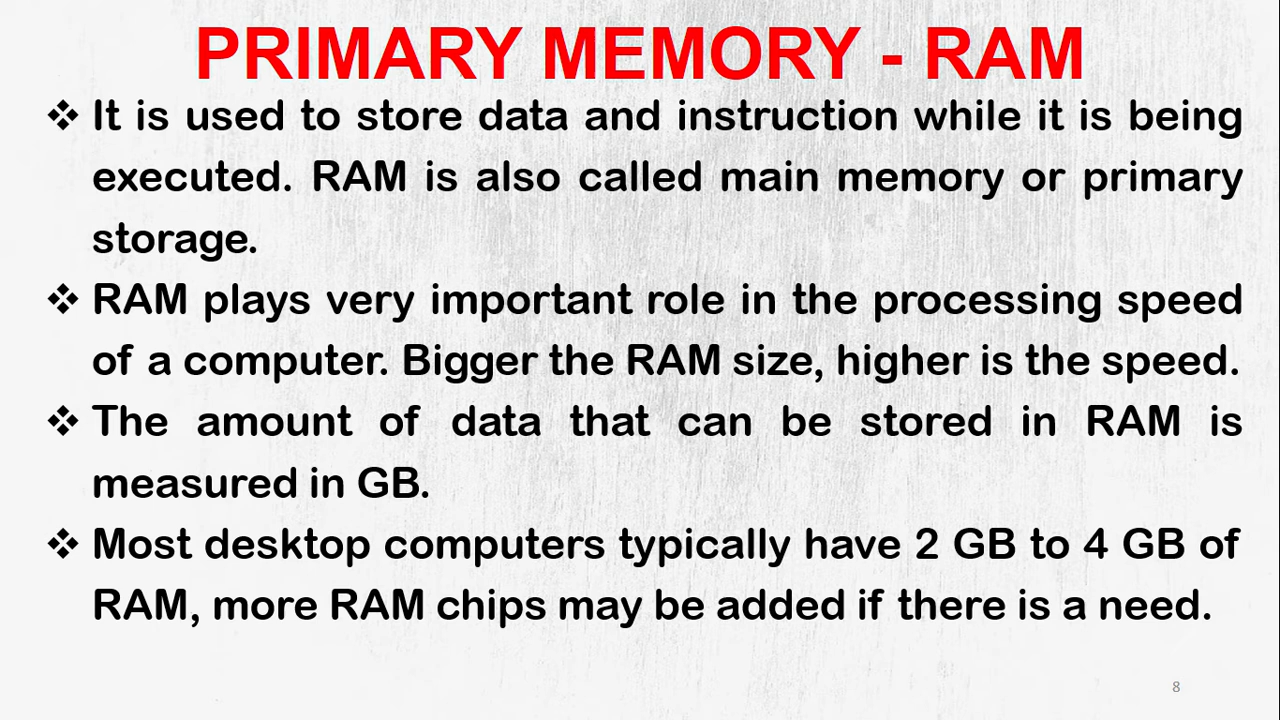 PRIMARY MEMORY - RAM
❖ It is used to store data and instruction while it is being
executed. RAM is also called main memory or primary
storage.
❖ RAM plays very important role in the processing speed
of a computer. Bigger the RAM size, higher is the speed.
❖ The amount of data that can be stored in RAM is
measured in GB.
❖ Most desktop computers typically have 2 GB to 4 GB of
RAM, more RAM chips may be added if there is a need.
8